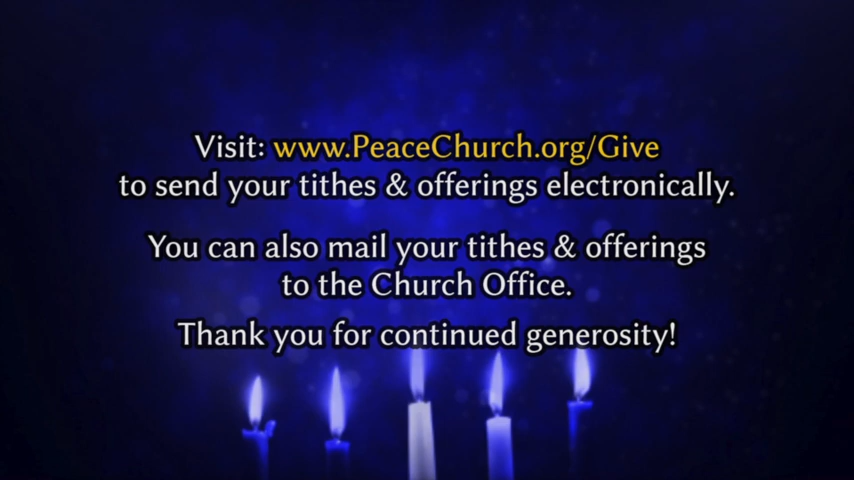 Visit: www.PeaceChurch.org/Give
to send your tithes & offerings electronically.
You can also mail your tithes & offerings
to the Church Office.
Thank you for continued generosity!